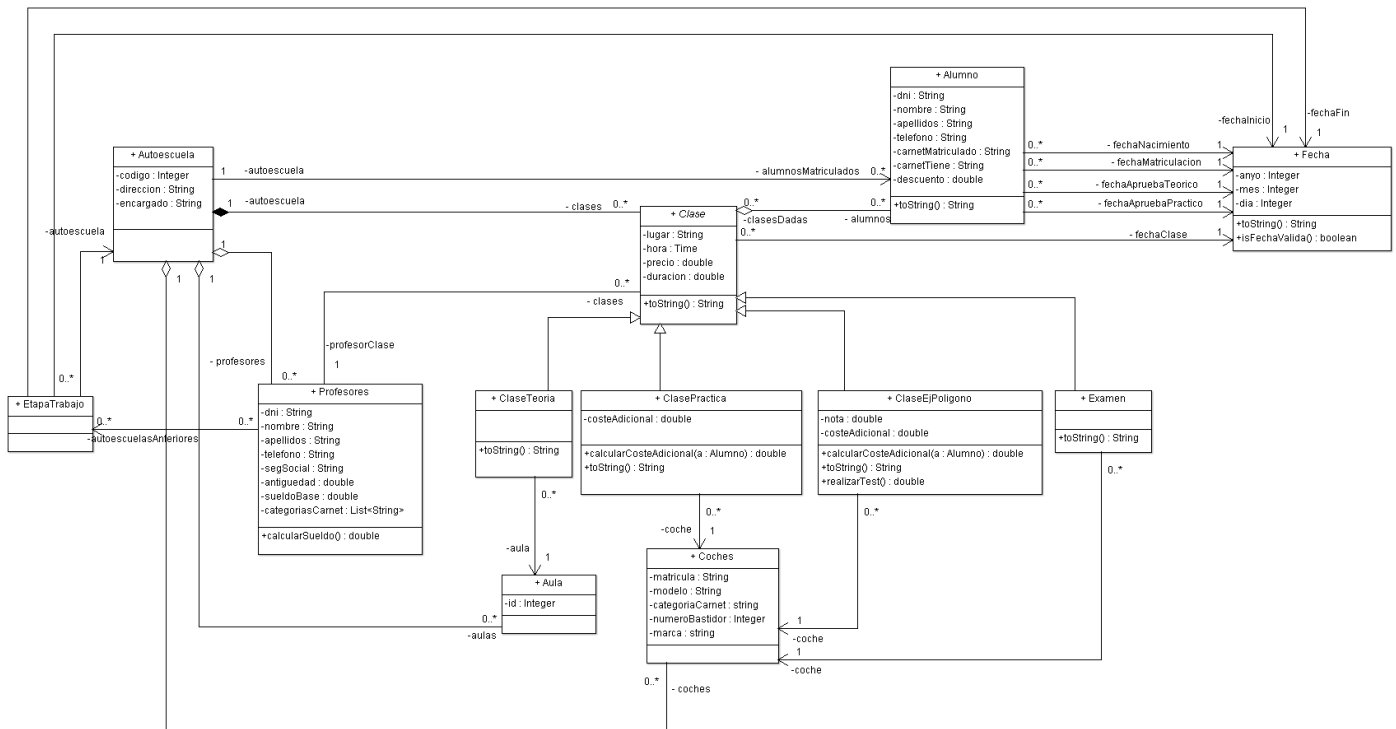 -fechaInicio
1
-fechaFin
1
+ Alumno
-dni : String
-nombre : String
-apellidos : String
-telefono : String
-carnetMatriculado : String
-carnetTiene : String
-descuento : double
+toString() : String
0..*
- fechaNacimiento
1
0..*
- fechaMatriculacion
1
0..*
- fechaApruebaTeorico
1
0..*
- fechaApruebaPractico
1
+ Fecha
-anyo : Integer
-mes : Integer
-dia : Integer
+toString() : String
+isFechaValida() : boolean
+ Autoescuela
-codigo : Integer
-direccion : String
-encargado : String
1
-autoescuela
- alumnosMatriculados
0..*
1
-autoescuela
- clases
0..*
-autoescuela
1
1
1
1
+ Clase
-lugar : String
-hora : Time
-precio : double
-duracion : double
+toString() : String
0..*
-clasesDadas
0..*
- alumnos
0..*
- fechaClase
1
0..*
- clases
-profesorClase
1
- profesores
0..*
0..*
+ EtapaTrabajo
0..*
-autoescuelasAnteriores
0..*
+ Profesores
-dni : String
-nombre : String
-apellidos : String
-telefono : String
-segSocial : String
-antiguedad : double
-sueldoBase : double
-categoriasCarnet : List<String>
+calcularSueldo() : double
+ ClaseTeoria
+toString() : String
+ ClasePractica
-costeAdicional : double
+calcularCosteAdicional(a : Alumno) : double
+toString() : String
+ ClaseEjPoligono
-nota : double
-costeAdicional : double
+calcularCosteAdicional(a : Alumno) : double
+toString() : String
+realizarTest() : double
+ Examen
+toString() : String
0..*
-aula
1
0..*
-coche
1
0..*
0..*
+ Aula
-id : Integer
0..*
-aulas
+ Coches
-matricula : String
-modelo : String
-categoriaCarnet : string
-numeroBastidor : Integer
-marca : string
1
-coche
1
-coche
0..*
- coches